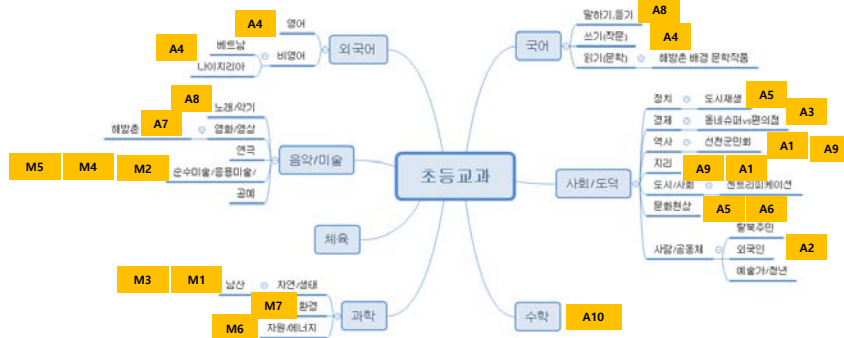 초등교과
외국어
영어
A4
비영어
베트남
A4
나이지리아
음악/미술
노래/악기
A8
영화/영상
해방촌
A7
연극
순수미술/응용미술/
M5
M4
M2
공예
체육
과학
자연/생태
남산
M3
M1
환경
M7
자원/에너지
M6
국어
말하기,듣기
A8
쓰기(작문)
A4
읽기(문학)
해방촌 배경 문학작품
사회/도덕
정치
도시재생
A5
경제
동네슈퍼vs편의점
A3
역사
선천군민회
A1
A9
지리
A9
A1
도시/사회
젠트리피케이션
문화현상
A5
A6
사람/공동체
탈북주민
외국인
A2
예술가/청년
수학
A10